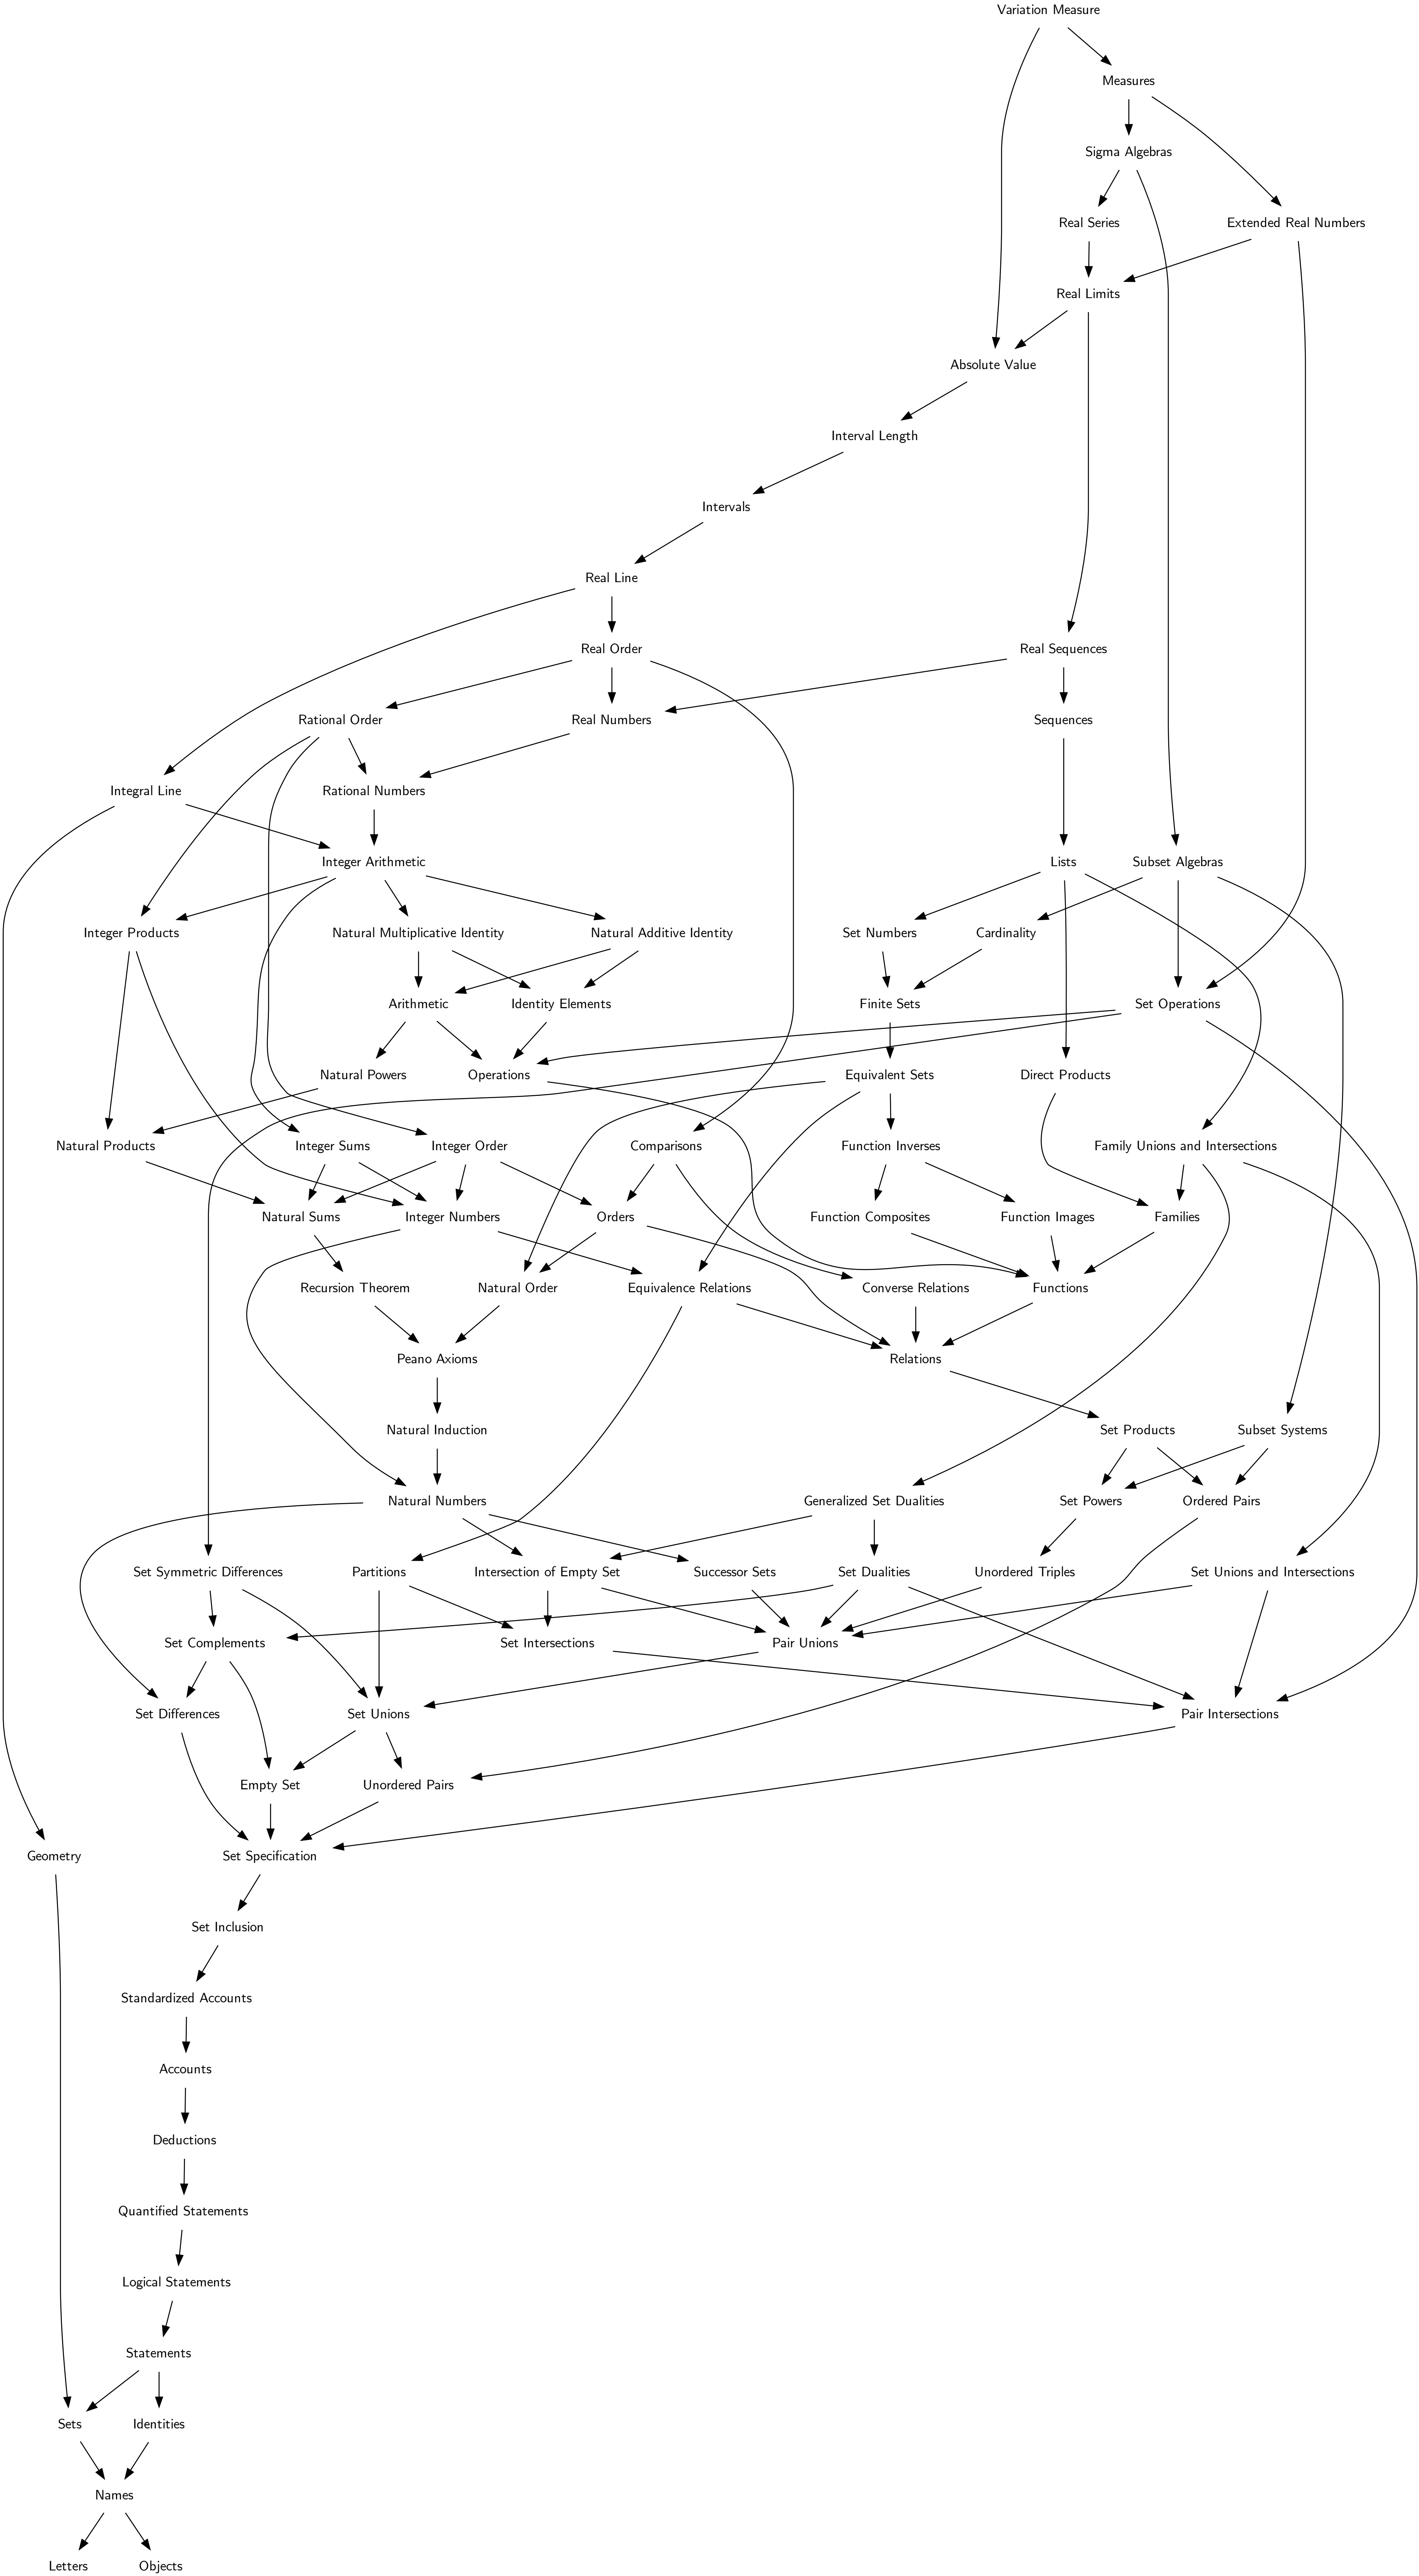 Variation Measure
Measures
Sigma Algebras
Real Series
Extended Real Numbers
Real Limits
Absolute Value
Interval Length
Intervals
Real Line
Real Order
Real Sequences
Rational Order
Real Numbers
Sequences
Integral Line
Rational Numbers
Integer Arithmetic
Lists
Subset Algebras
Integer Products
Natural Multiplicative Identity
Natural Additive Identity
Set Numbers
Cardinality
Arithmetic
Identity Elements
Finite Sets
Set Operations
Natural Powers
Operations
Equivalent Sets
Direct Products
Natural Products
Integer Sums
Integer Order
Comparisons
Function Inverses
Family Unions and Intersections
Natural Sums
Integer Numbers
Orders
Function Composites
Function Images
Families
Recursion Theorem
Natural Order
Equivalence Relations
Converse Relations
Functions
Peano Axioms
Relations
Natural Induction
Set Products
Subset Systems
Natural Numbers
Generalized Set Dualities
Set Powers
Ordered Pairs
Set Symmetric Differences
Partitions
Intersection of Empty Set
Successor Sets
Set Dualities
Unordered Triples
Set Unions and Intersections
Set Complements
Set Intersections
Pair Unions
Set Differences
Set Unions
Pair Intersections
Empty Set
Unordered Pairs
Geometry
Set Specification
Set Inclusion
Standardized Accounts
Accounts
Deductions
Quantified Statements
Logical Statements
Statements
Sets
Identities
Names
Letters
Objects